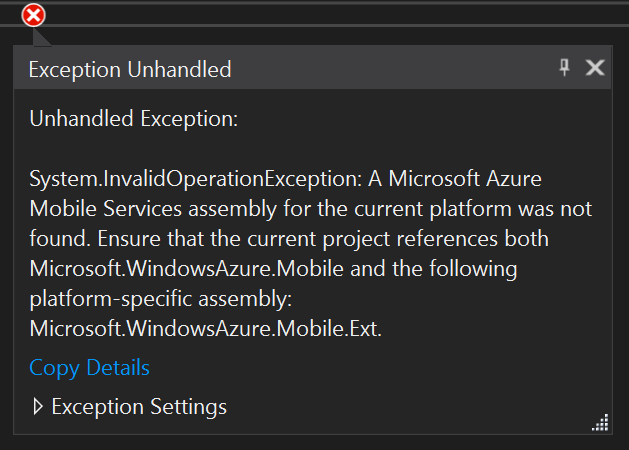 Exception Unhandled
Unhandled Exception:
System.InvalidOperationException: A Microsoft Azure
Mobile Services assembly for the current platform was not
found. Ensure that the current project references both
Microsoft.WindowsAzure.Mobile and the following
platform-specific assembly:
Microsoft.WindowsAzure.Mobile.Ext.
Copy Details
Exception Settings